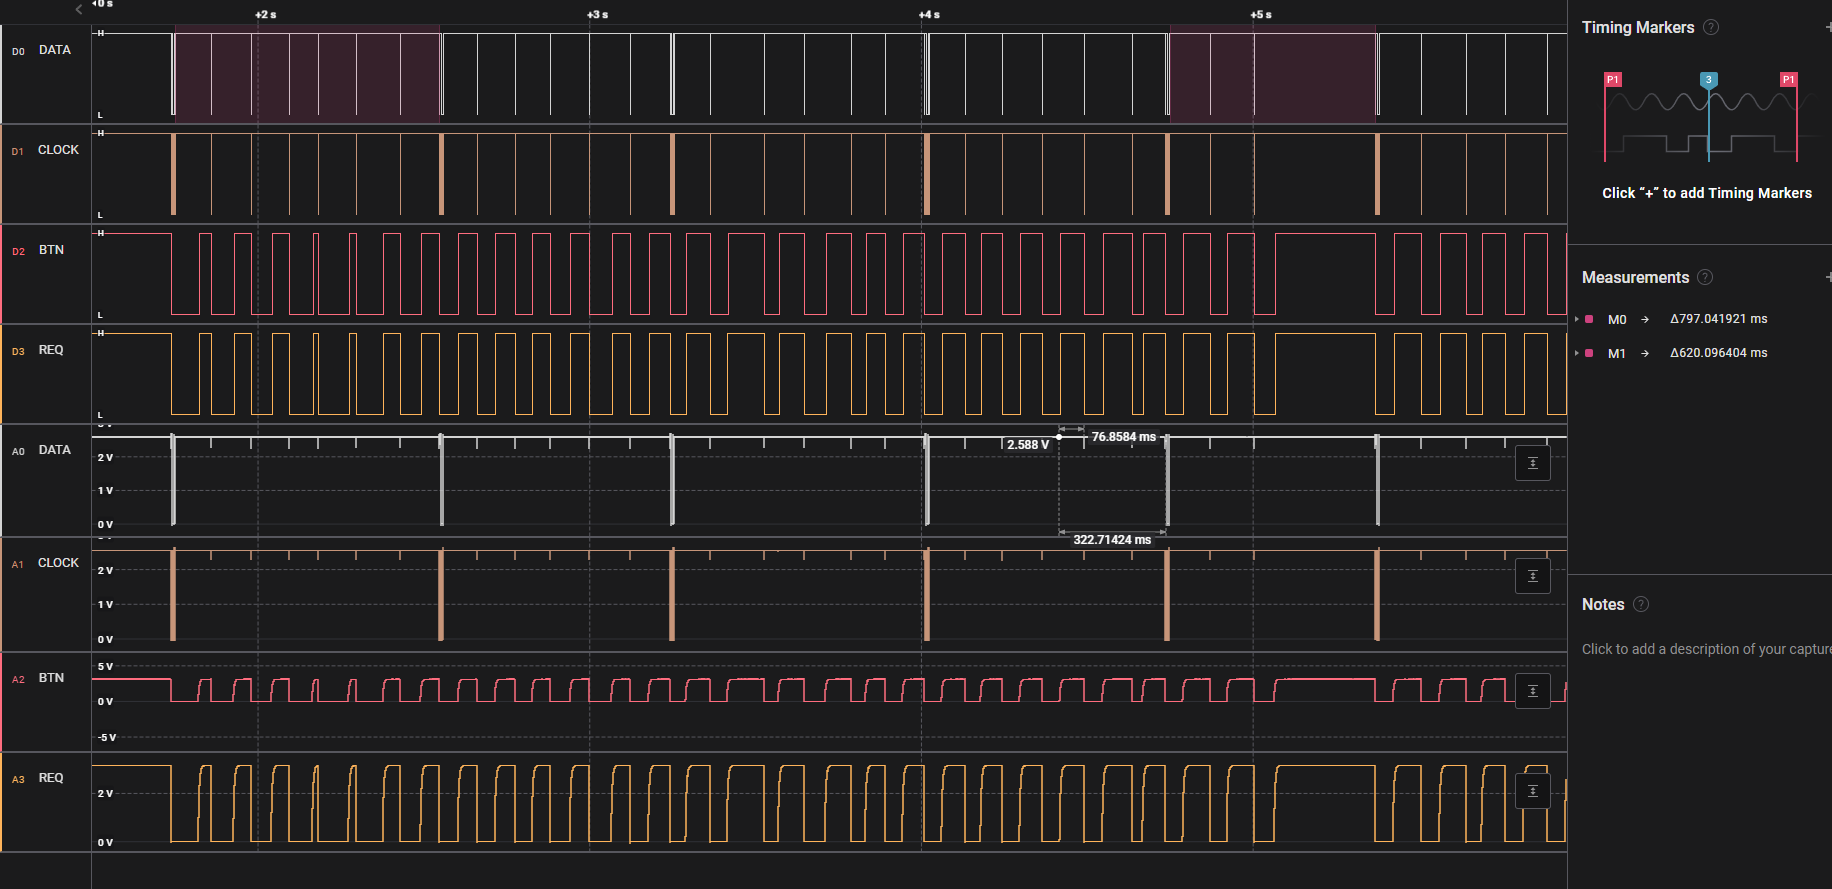 0 s
+2 s
+3 s
+4 s
+5 s
D0 DATA
H
L
D1 CLOCK
H
L
D2 BTN
H
L
D3 REQ
H
L
A0 DATA
2 V
1 V
0 V
2.588 V
76.8584 ms
322.71424 ms
A1 CLOCK
2 V
1 V
0 V
A2 BTN
5 V
0 V
-5 V
A3 REQ
2 V
0 V
Timing Markers ?
P1
3
P1
Click “+” to add Timing Markers
Measurements ?
M0 → Δ797.041921 ms
M1 → Δ620.096404 ms
Notes ?
Click to add a description of your capture